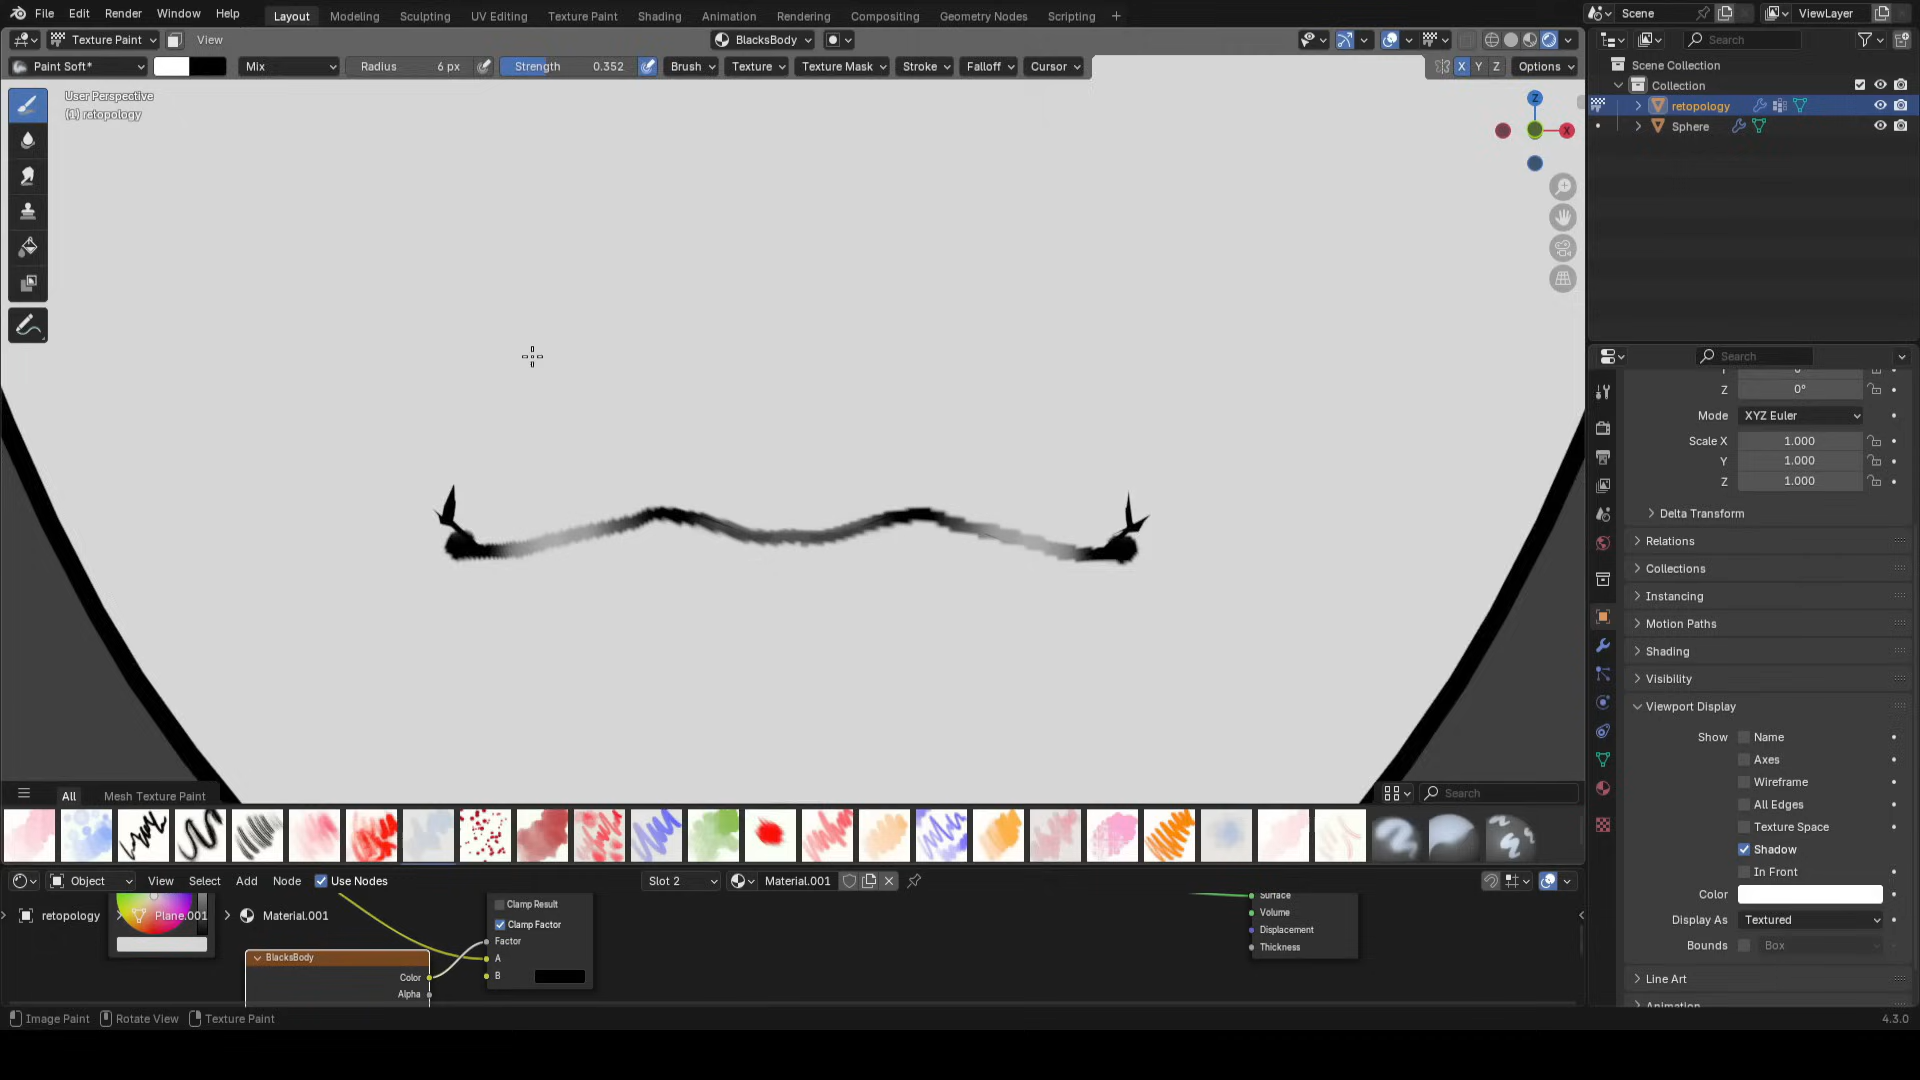 File Edit Render Window Help Layout Modeling Sculpting UV Editing Texture Paint Shading Animation Rendering Compositing Geometry Nodes Scripting + Scene ViewLayer
Texture Paint View BlacksBody Search
Paint Soft* Mix Radius 6 px Strength 0.352 Brush Texture Texture Mask Stroke Falloff Cursor X Y Z Options
Scene Collection
Collection
retopology
Sphere
User Perspective
(1) retopology
Z
X
Search
Y 0°
Z 0°
Mode XYZ Euler
Scale X 1.000
Y 1.000
Z 1.000
Delta Transform
Relations
Collections
Instancing
Motion Paths
Shading
Visibility
Viewport Display
Show Name
Axes
Wireframe
All Edges
Texture Space
Shadow
In Front
Color
Display As Textured
Bounds Box
Line Art
Animation
All Mesh Texture Paint Search
Object View Select Add Node Use Nodes Slot 2 Material.001
retopology Plane.001 Material.001
Clamp Result
Clamp Factor
Factor
A
B
BlacksBody
Color
Alpha
Surface
Volume
Displacement
Thickness
Image Paint Rotate View Texture Paint 4.3.0